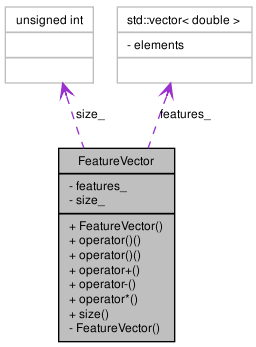 unsigned int
std::vector< double >
- elements
size_
features_
FeatureVector
- features_
- size_
+ FeatureVector()
+ operator()()
+ operator()()
+ operator+()
+ operator-()
+ operator*()
+ size()
- FeatureVector()